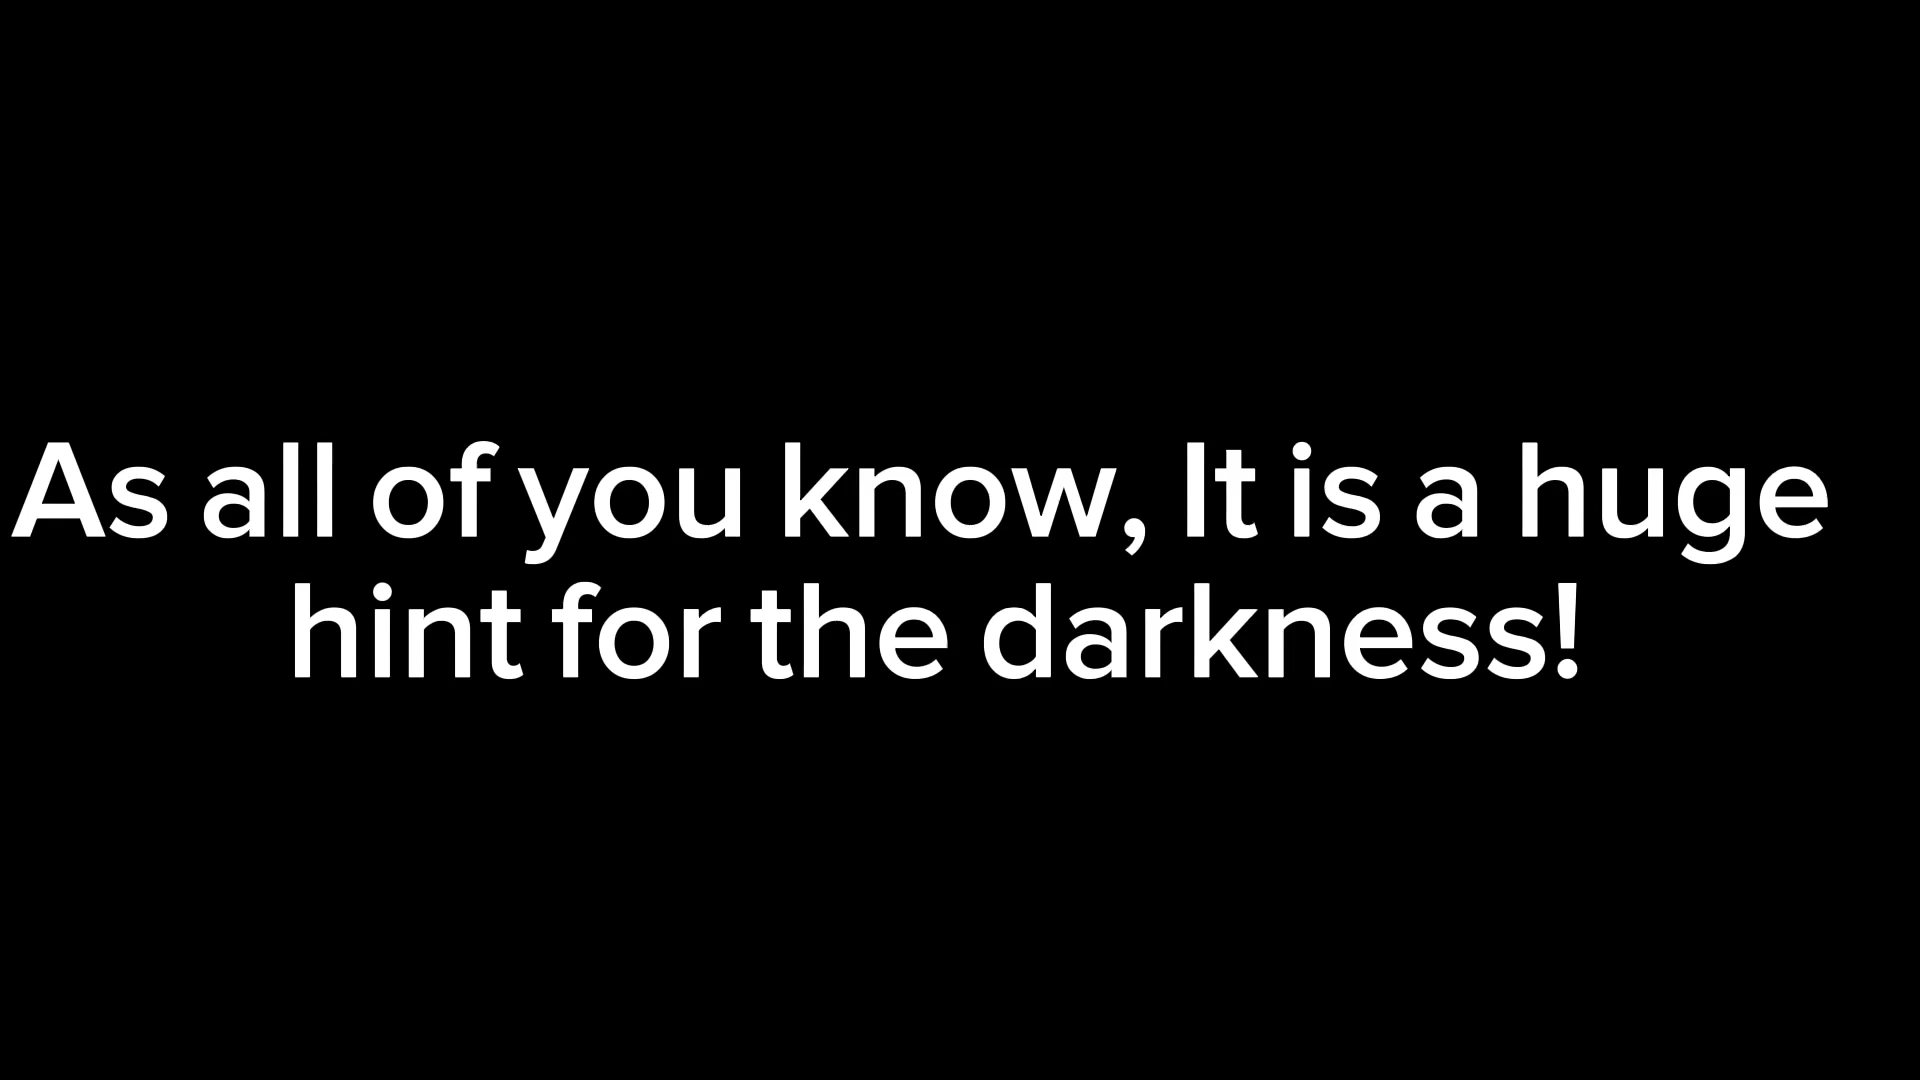 As all of you know, It is a huge
hint for the darkness!